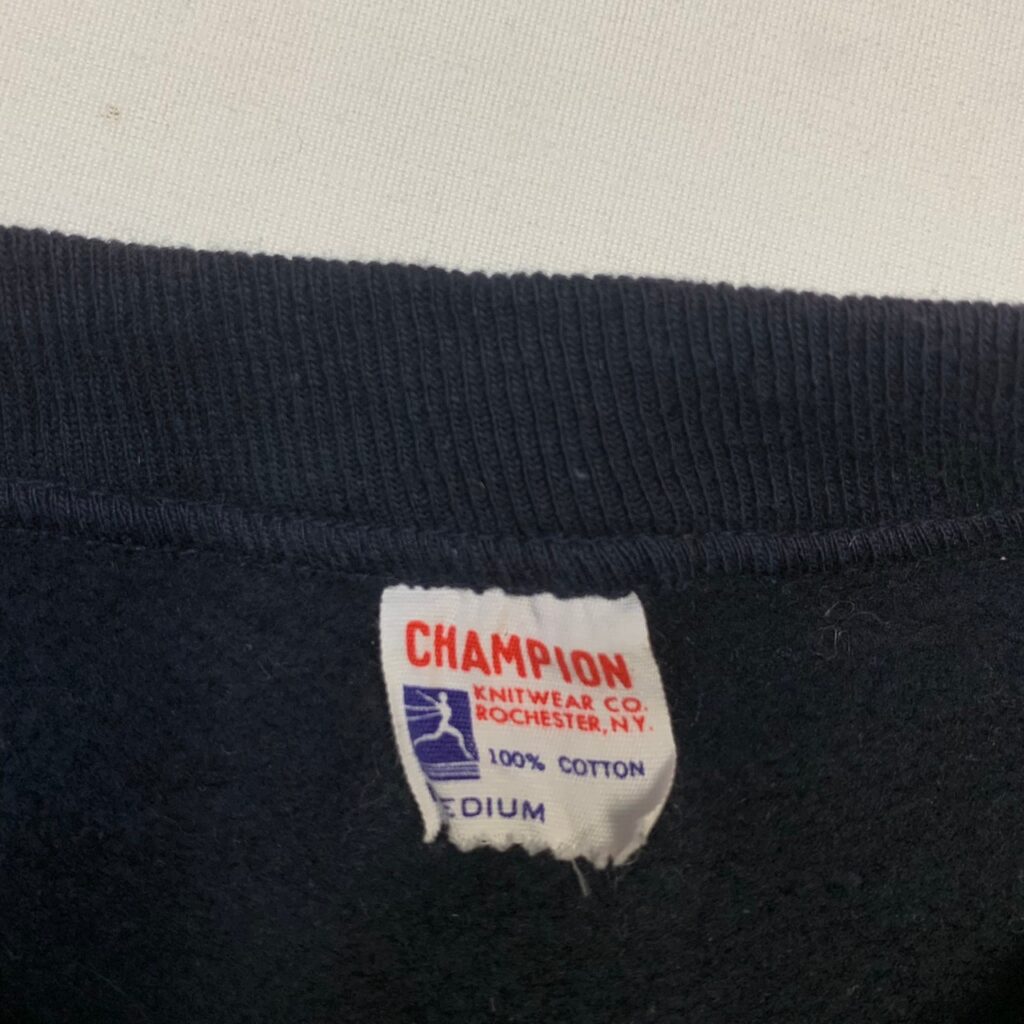 CHAMPION
KNITWEAR CO.
ROCHESTER, N.Y.
100% COTTON
EDIUM